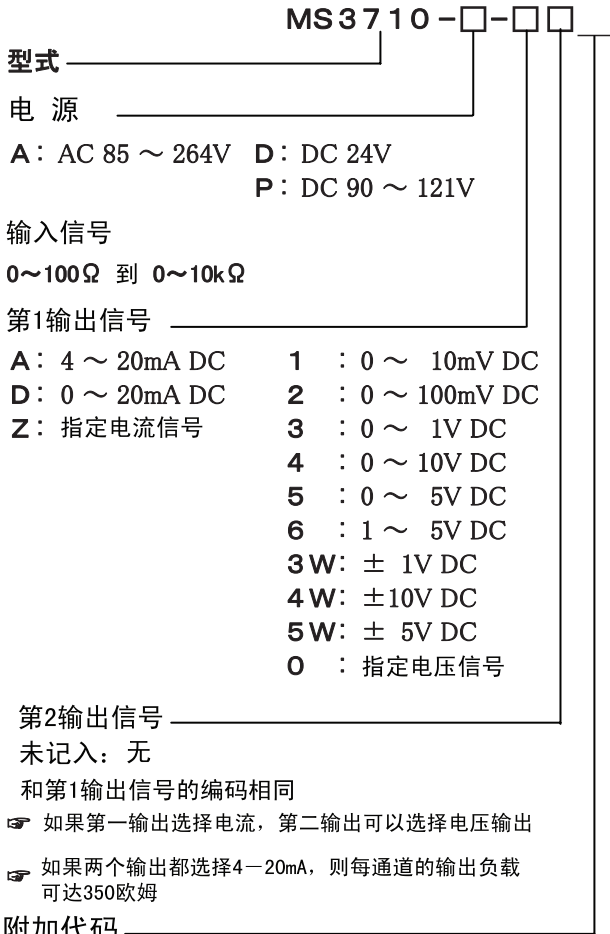 MS3710-□-□□
型式
电 源
A: AC 85 ~ 264V D: DC 24V
P: DC 90 ~ 121V
输入信号
0~100Ω 到 0~10kΩ
第1输出信号
A: 4 ~ 20mA DC 1 : 0 ~ 10mV DC
D: 0 ~ 20mA DC 2 : 0 ~ 100mV DC
Z: 指定电流信号 3 : 0 ~ 1V DC
4 : 0 ~ 10V DC
5 : 0 ~ 5V DC
6 : 1 ~ 5V DC
3W: ± 1V DC
4W: ±10V DC
5W: ± 5V DC
0 : 指定电压信号
第2输出信号
未记入：无
和第1输出信号的编码相同
☞ 如果第一输出选择电流，第二输出可以选择电压输出
☞ 如果两个输出都选择4－20mA，则每通道的输出负载
可达350欧姆
附加代码